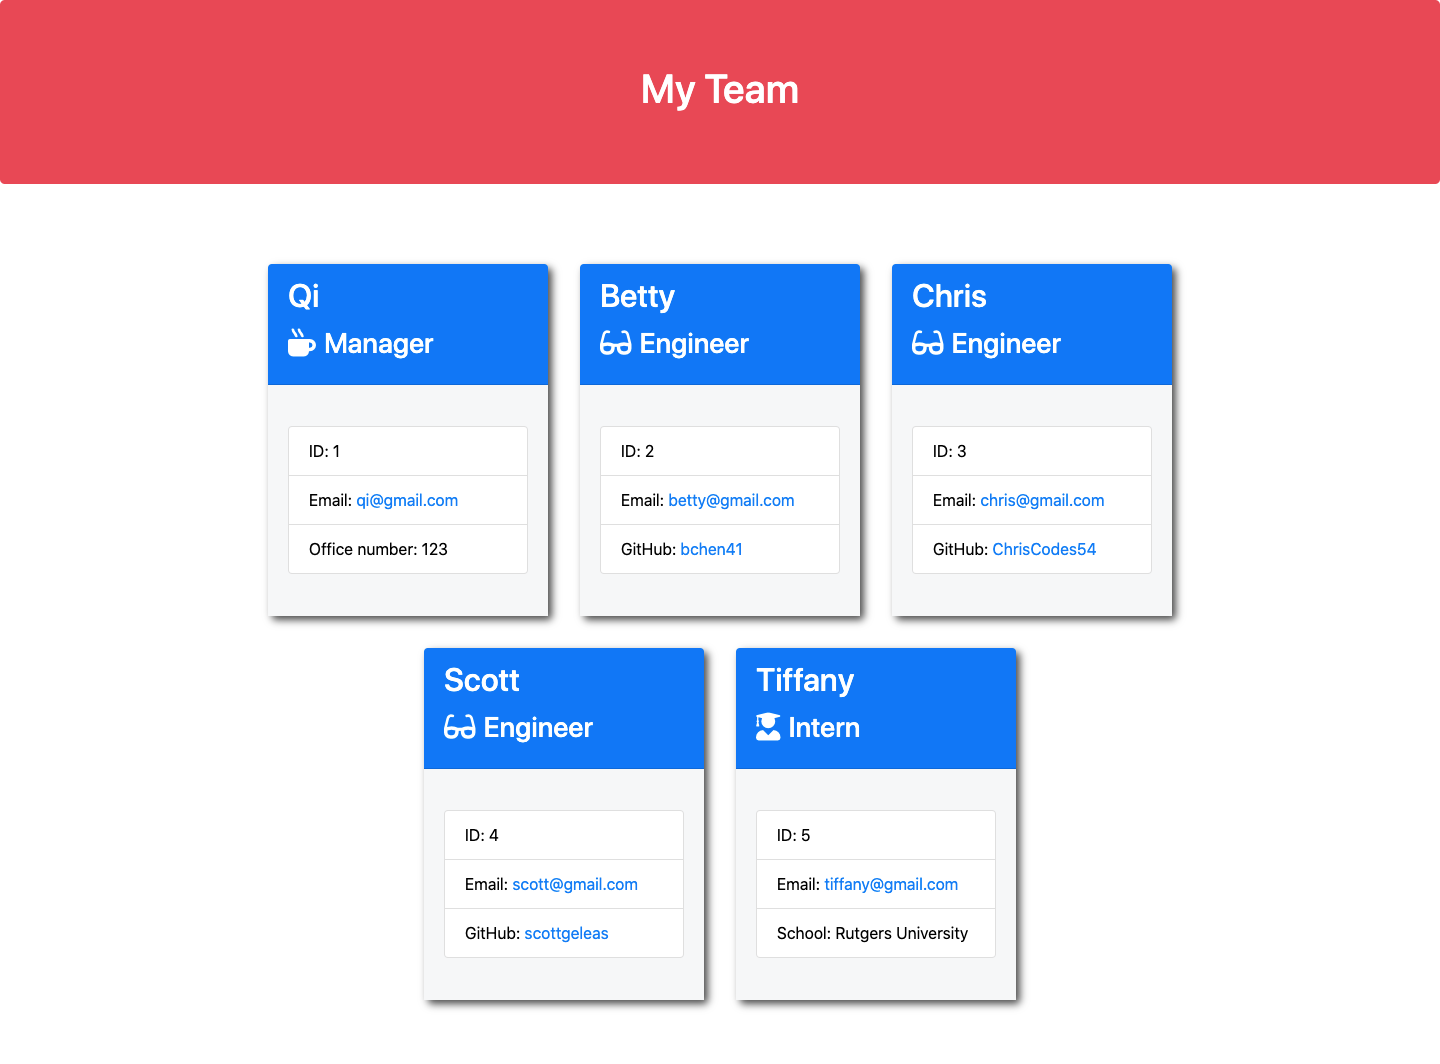 My Team
Qi
Manager
ID: 1
Email: qi@gmail.com
Office number: 123
Betty
Engineer
ID: 2
Email: betty@gmail.com
GitHub: bchen41
Chris
Engineer
ID: 3
Email: chris@gmail.com
GitHub: ChrisCodes54
Scott
Engineer
ID: 4
Email: scott@gmail.com
GitHub: scottgeleas
Tiffany
Intern
ID: 5
Email: tiffany@gmail.com
School: Rutgers University